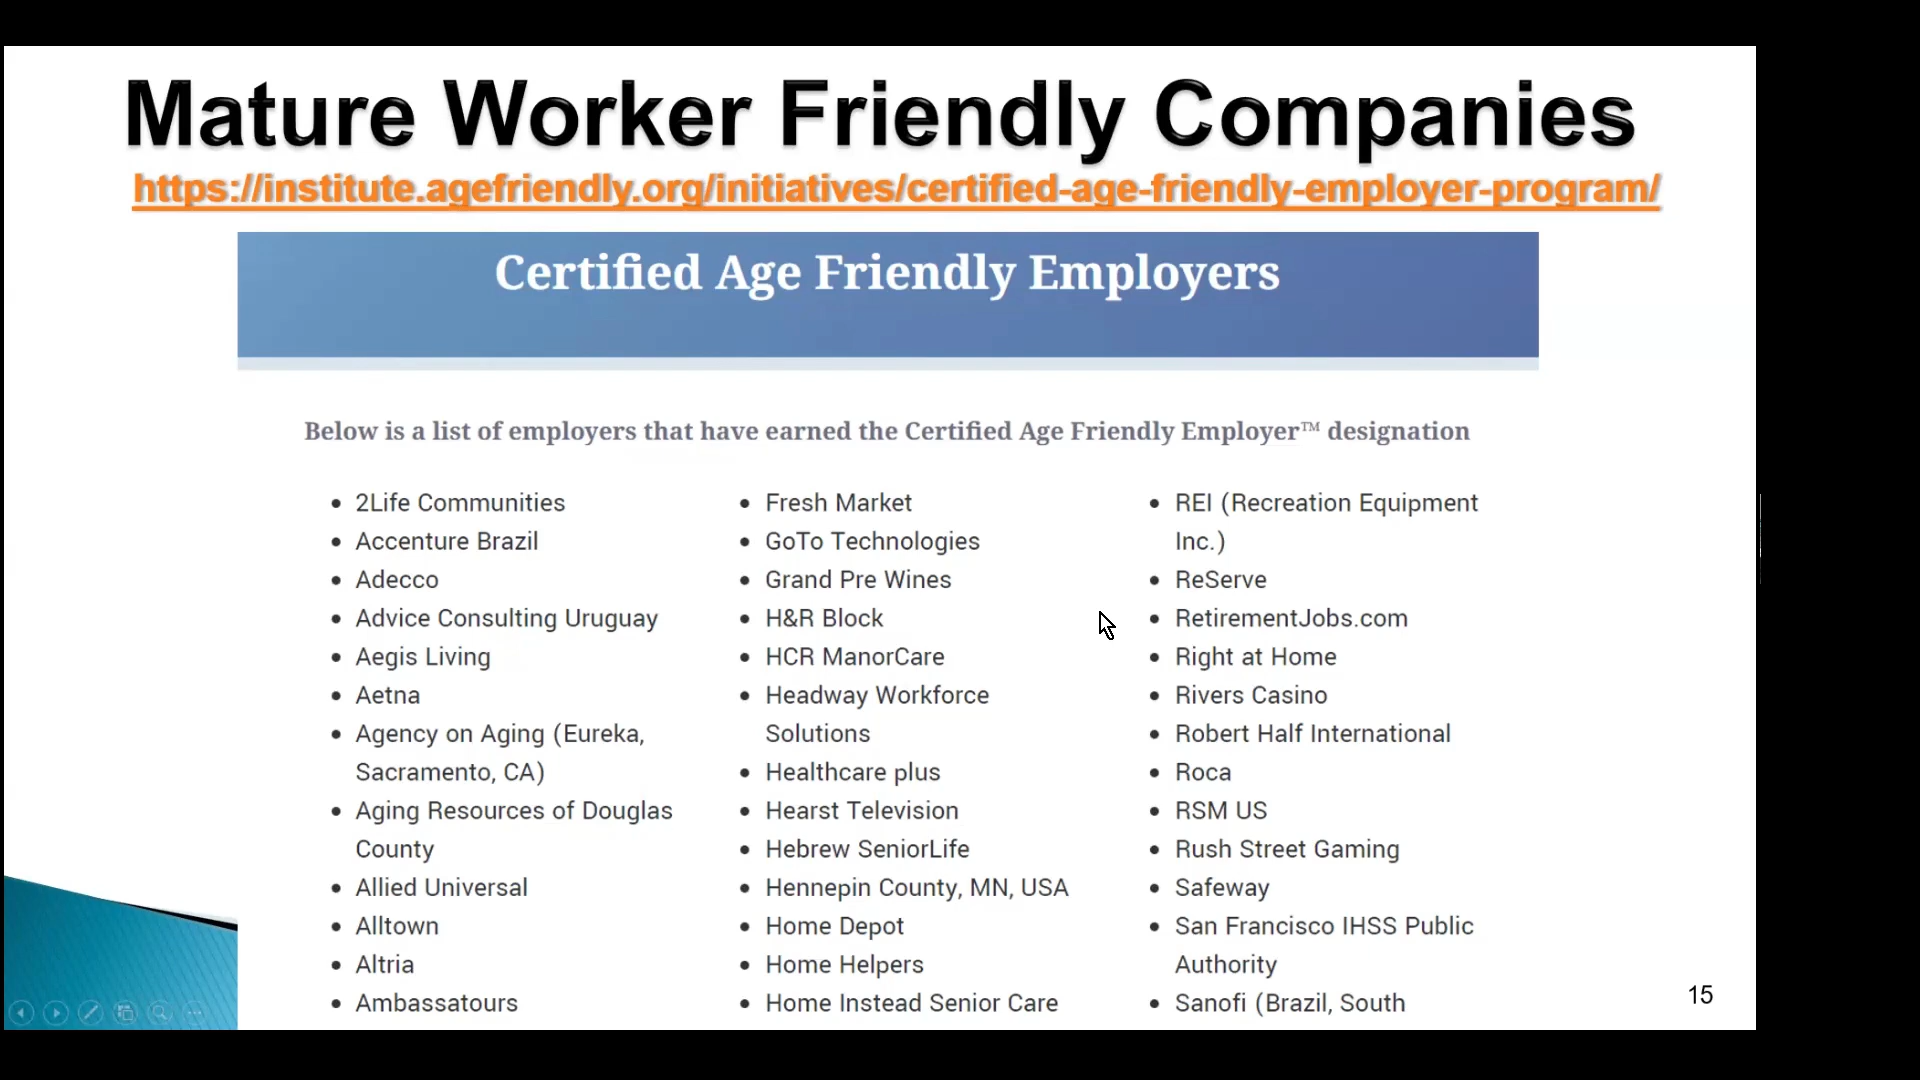 Mature Worker Friendly Companies
https://institute.agefriendly.org/initiatives/certified-age-friendly-employer-program/
Certified Age Friendly Employers
Below is a list of employers that have earned the Certified Age Friendly Employer™ designation
• 2Life Communities
• Accenture Brazil
• Adecco
• Advice Consulting Uruguay
• Aegis Living
• Aetna
• Agency on Aging (Eureka,
Sacramento, CA)
• Aging Resources of Douglas
County
• Allied Universal
• Alltown
• Altria
• Ambassatours
• Fresh Market
• GoTo Technologies
• Grand Pre Wines
• H&R Block
• HCR ManorCare
• Headway Workforce
Solutions
• Healthcare plus
• Hearst Television
• Hebrew SeniorLife
• Hennepin County, MN, USA
• Home Depot
• Home Helpers
• Home Instead Senior Care
• REI (Recreation Equipment
Inc.)
• ReServe
• RetirementJobs.com
• Right at Home
• Rivers Casino
• Robert Half International
• Roca
• RSM US
• Rush Street Gaming
• Safeway
• San Francisco IHSS Public
Authority
• Sanofi (Brazil, South
15